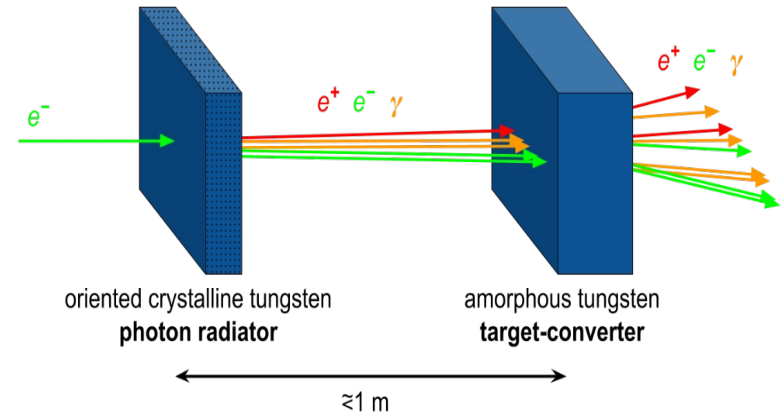 e⁻
e⁺ e⁻ γ
e⁺ e⁻ γ
oriented crystalline tungsten
photon radiator
amorphous tungsten
target-converter
≈1 m